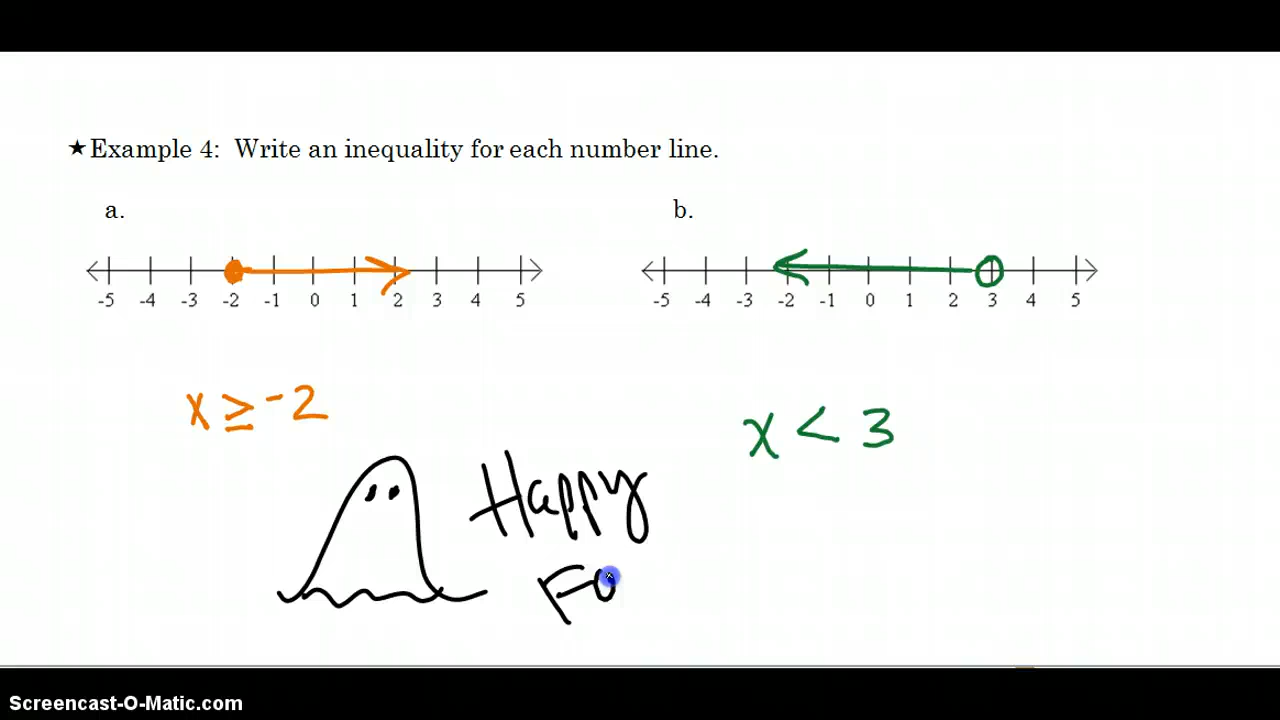 ★Example 4: Write an inequality for each number line.
a. b.
-5 -4 -3 -2 -1 0 1 2 3 4 5 -5 -4 -3 -2 -1 0 1 2 3 4 5
x ≥ -2
x < 3
Happy
Fo
Screencast-O-Matic.com